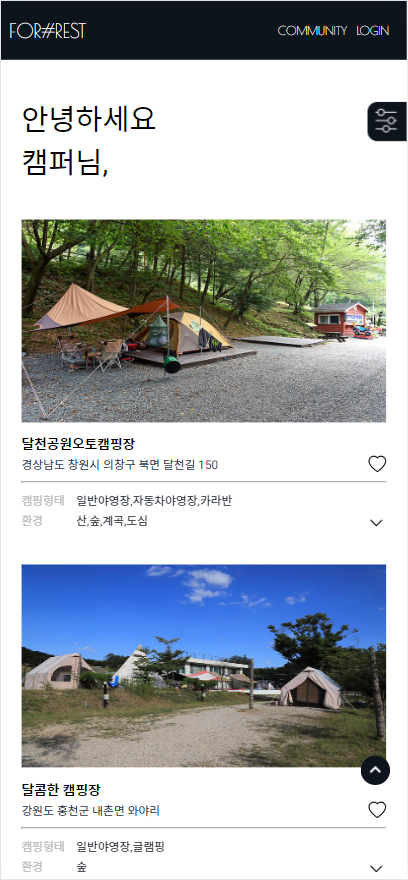 FOR#REST
COMMUNITY LOGIN
안녕하세요
캠퍼님,
달천공원오토캠핑장
경상남도 창원시 의창구 북면 달천길 150
캠핑형태 일반야영장,자동차야영장,카라반
환경 산,숲,계곡,도심
달콤한 캠핑장
강원도 홍천군 내촌면 와야리
캠핑형태 일반야영장,글램핑
환경 숲